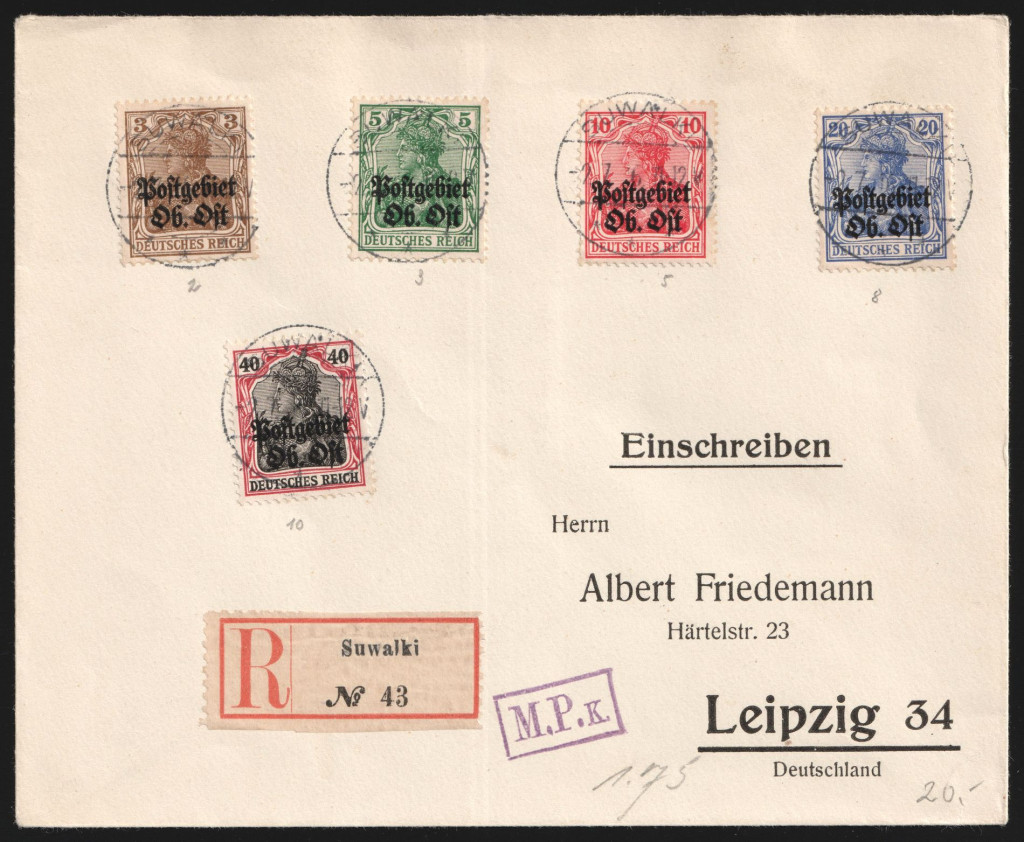 3 3
Postgebiet
Ob. Ost
DEUTSCHES REICH
2
5 5
Postgebiet
Ob. Ost
DEUTSCHES REICH
3
10 10
Postgebiet
Ob. Ost
DEUTSCHES REICH
5
20 20
Postgebiet
Ob. Ost
DEUTSCHES REICH
8
40 40
Postgebiet
Ob. Ost
DEUTSCHES REICH
10
Einschreiben
Herrn
Albert Friedemann
Härtelstr. 23
Leipzig 34
Deutschland
R
Suwalki
№ 43
M.P.K
1.75
20.-